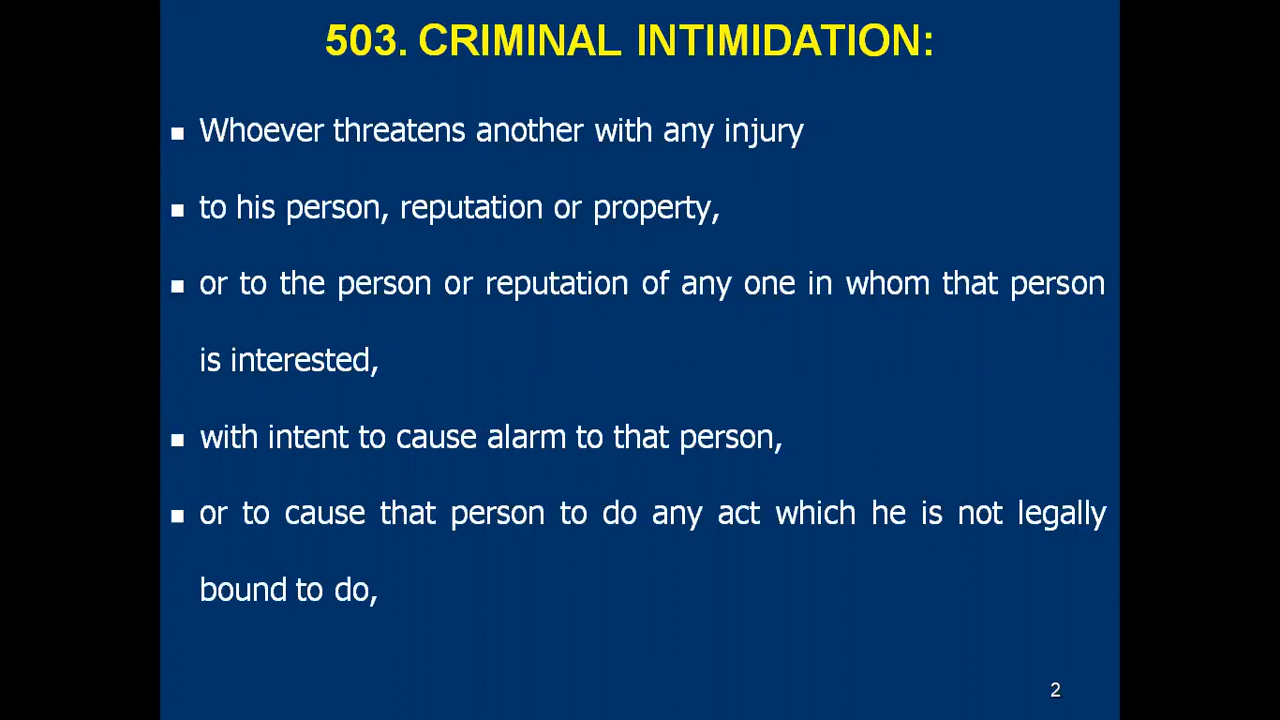 503. CRIMINAL INTIMIDATION:
▪ Whoever threatens another with any injury
▪ to his person, reputation or property,
▪ or to the person or reputation of any one in whom that person
is interested,
▪ with intent to cause alarm to that person,
▪ or to cause that person to do any act which he is not legally
bound to do,
2